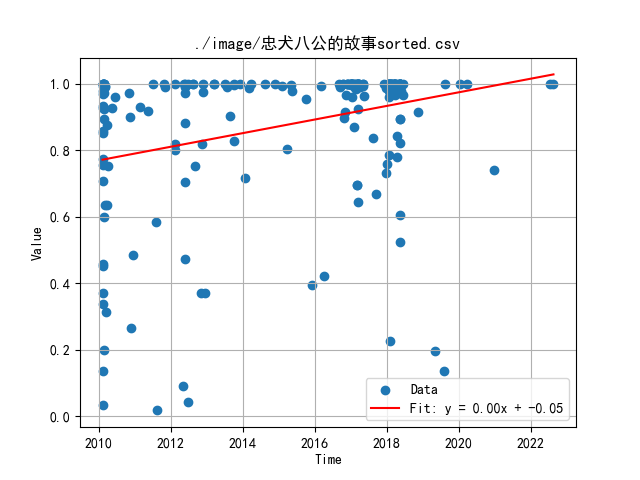 ./image/忠犬八公的故事sorted.csv
1.0
0.8
0.6
0.4
0.2
0.0
Value
Data
Fit: y = 0.00x + -0.05
2010 2012 2014 2016 2018 2020 2022
Time